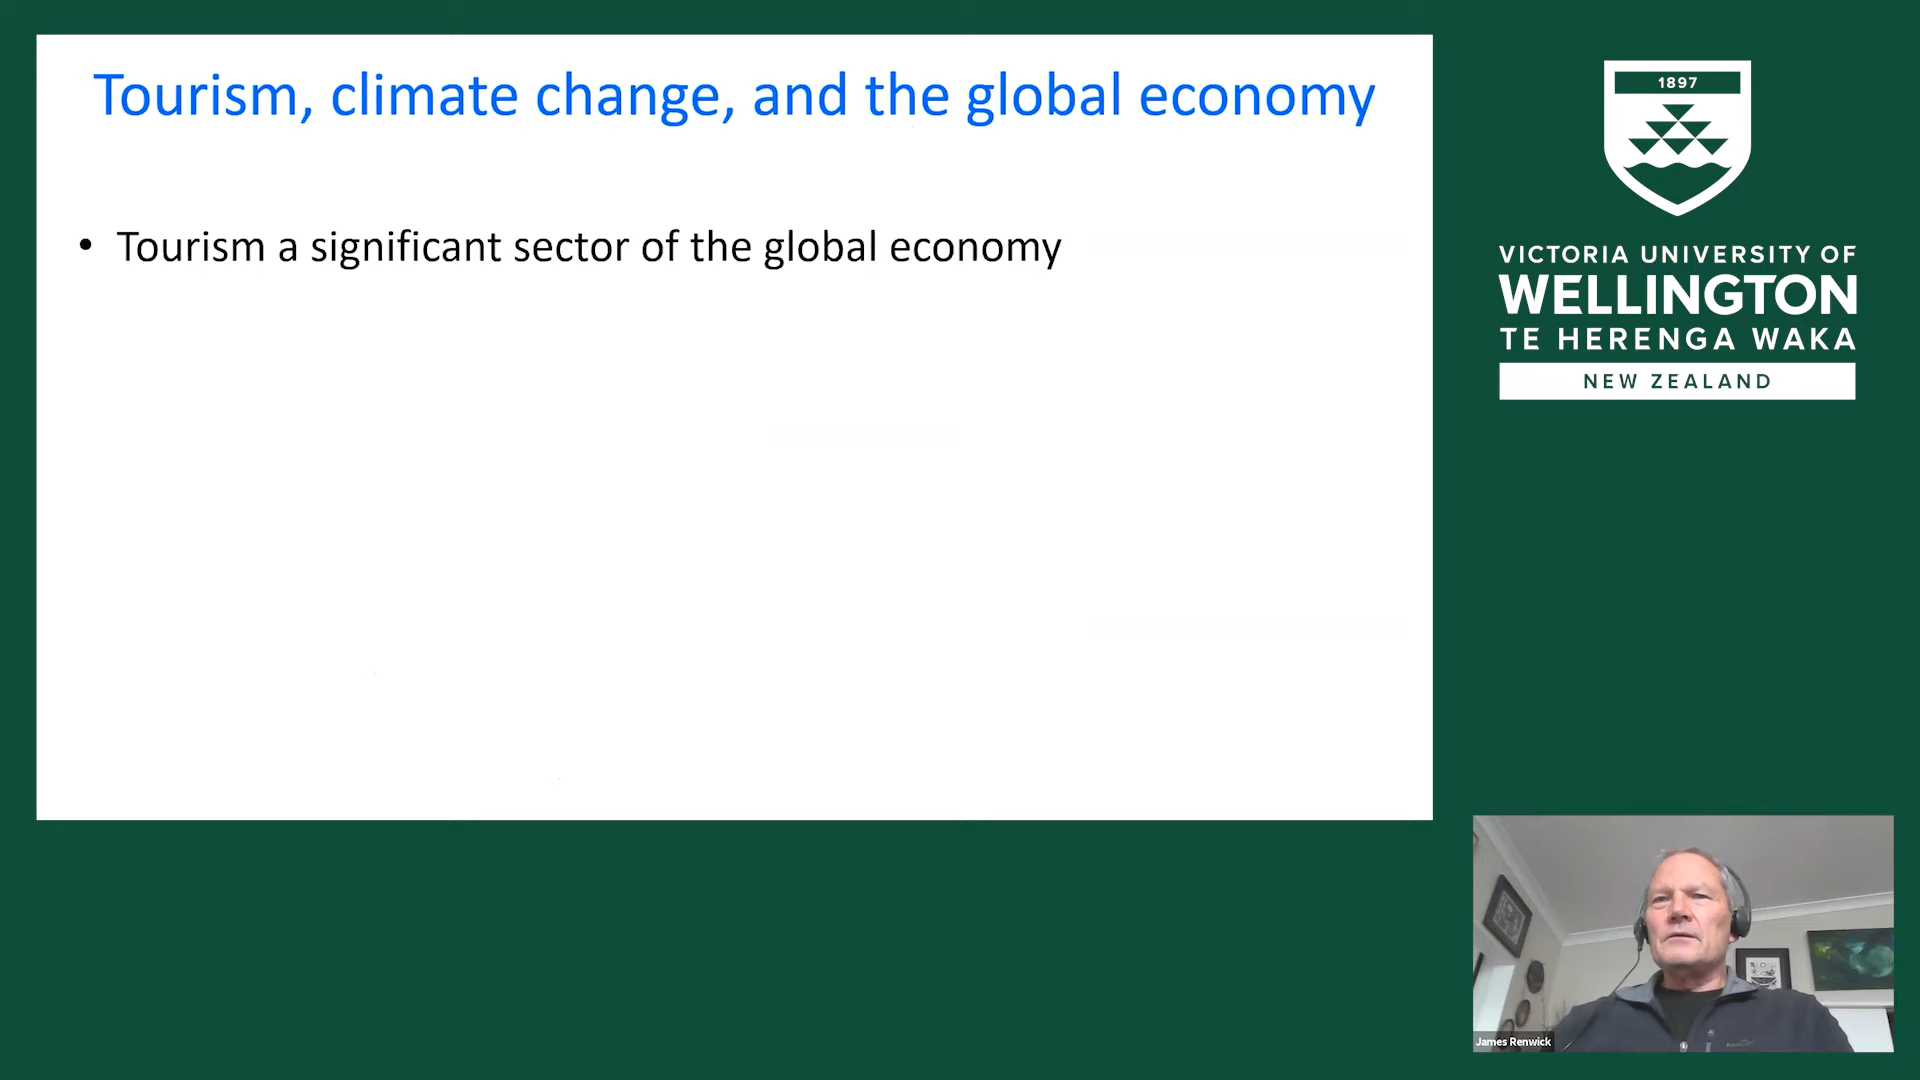 Tourism, climate change, and the global economy
• Tourism a significant sector of the global economy
1897
VICTORIA UNIVERSITY OF
WELLINGTON
TE HERENGA WAKA
NEW ZEALAND
James Renwick